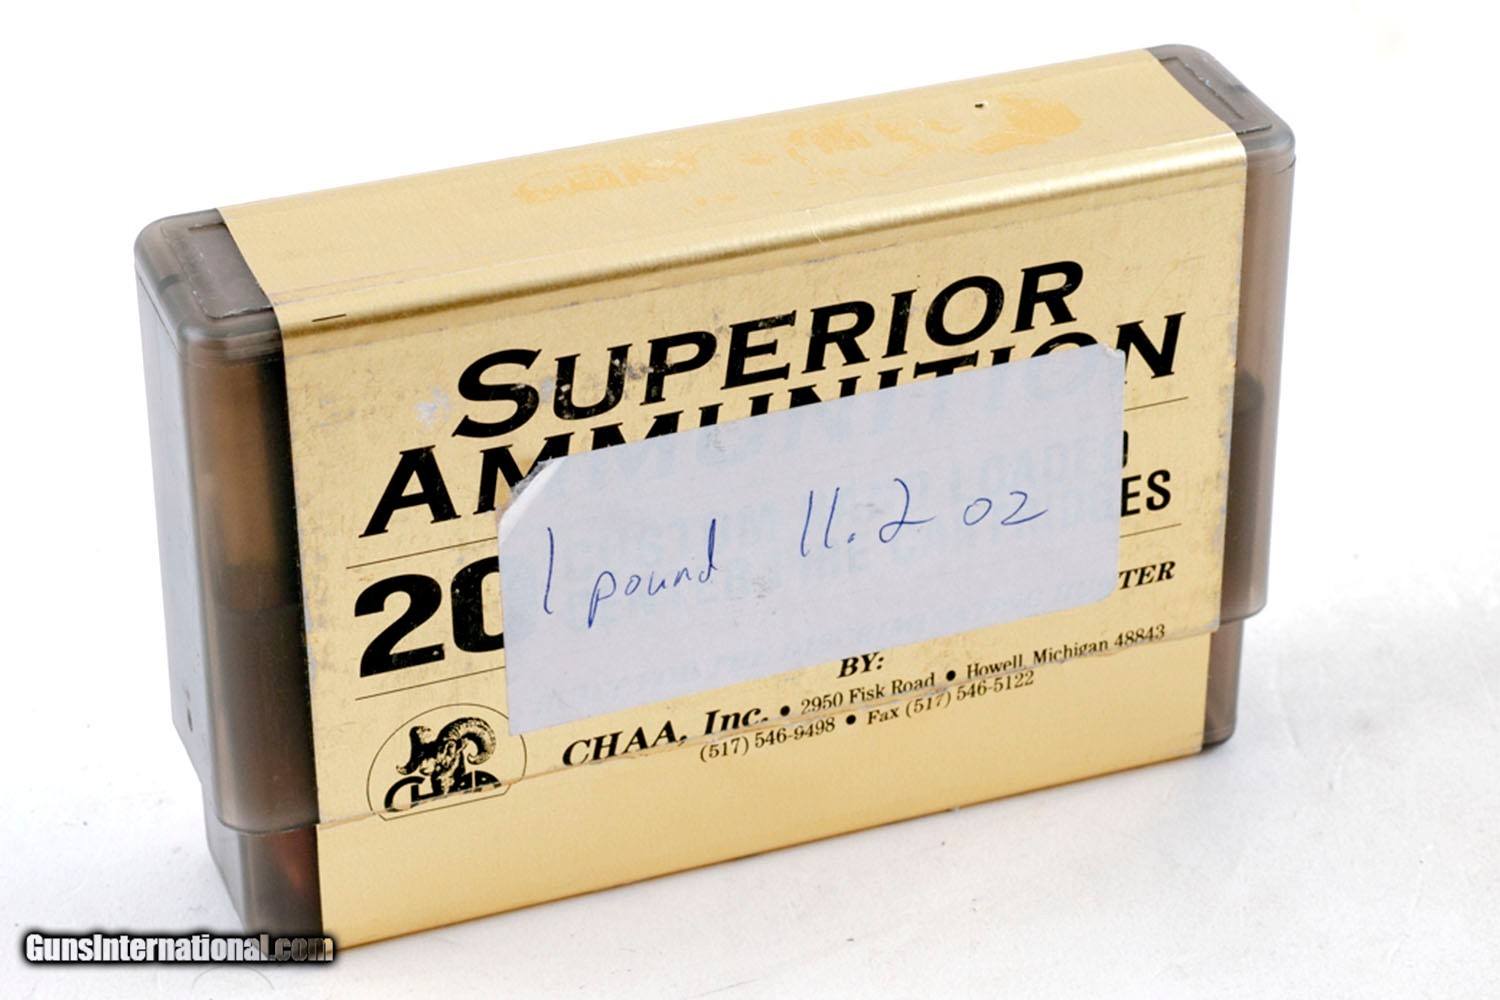 SUPERIOR
AMMUNITION
1 pound 11.2 oz
20
ES
TER
BY:
CHAA, Inc. • 2950 Fisk Road • Howell, Michigan 48843
(517) 546-9498 • Fax (517) 546-5122
CHAA
GunsInternational.com